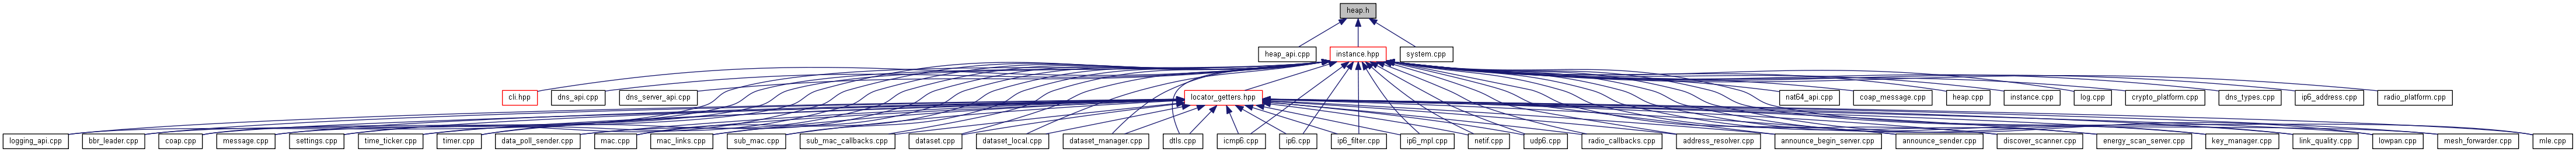 heap.h
heap_api.cpp
instance.hpp
system.cpp
cli.hpp
dns_api.cpp
dns_server_api.cpp
locator_getters.hpp
nat64_api.cpp
coap_message.cpp
heap.cpp
instance.cpp
log.cpp
crypto_platform.cpp
dns_types.cpp
ip6_address.cpp
radio_platform.cpp
logging_api.cpp
bbr_leader.cpp
coap.cpp
message.cpp
settings.cpp
time_ticker.cpp
timer.cpp
data_poll_sender.cpp
mac.cpp
mac_links.cpp
sub_mac.cpp
sub_mac_callbacks.cpp
dataset.cpp
dataset_local.cpp
dataset_manager.cpp
dtls.cpp
icmp6.cpp
ip6.cpp
ip6_filter.cpp
ip6_mpl.cpp
netif.cpp
udp6.cpp
radio_callbacks.cpp
address_resolver.cpp
announce_begin_server.cpp
announce_sender.cpp
discover_scanner.cpp
energy_scan_server.cpp
key_manager.cpp
link_quality.cpp
lowpan.cpp
mesh_forwarder.cpp
mle.cpp